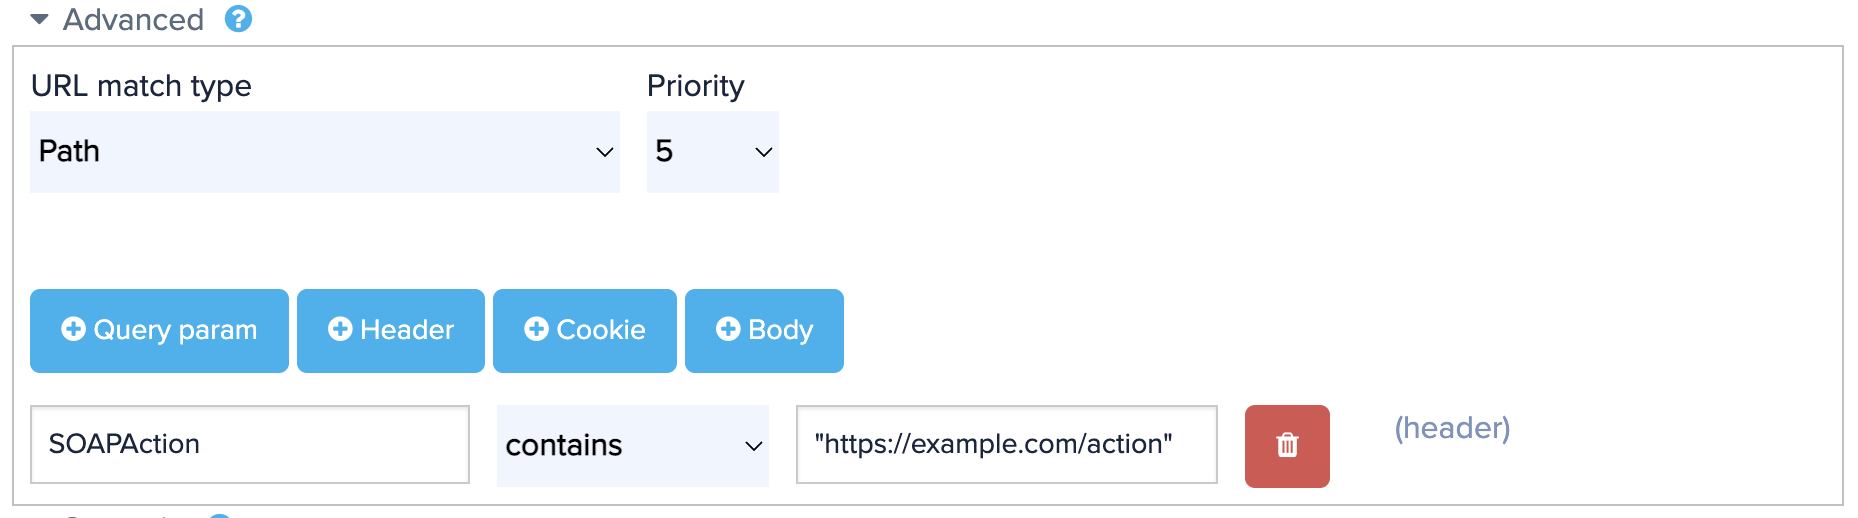 Advanced ?
URL match type Priority
Path 5
Query param Header Cookie Body
SOAPAction contains "https://example.com/action" (header)